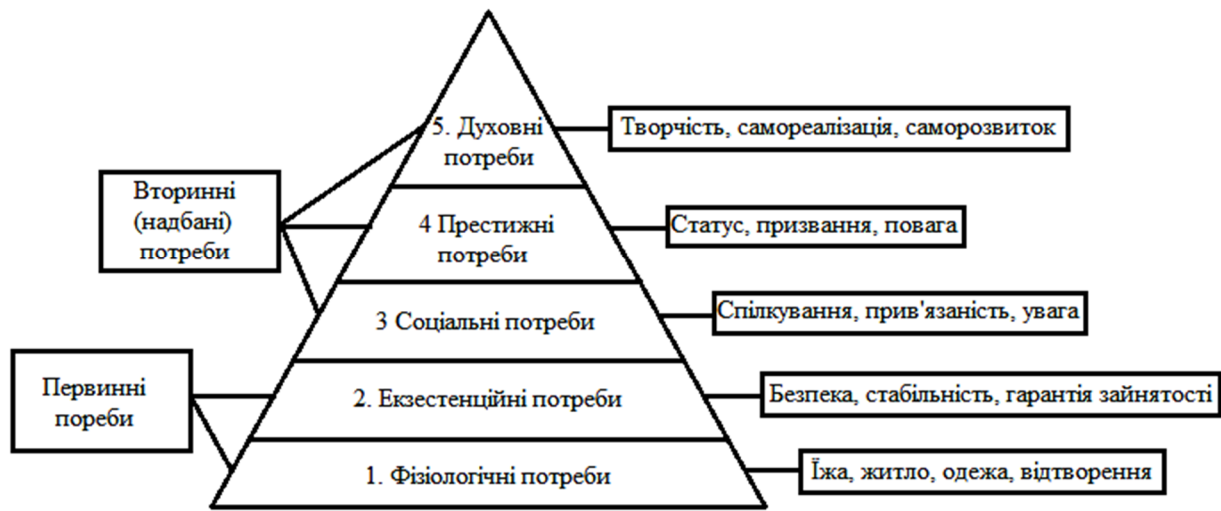 5. Духовні
потреби
Творчість, самореалізація, саморозвиток
Вторинні
(надбані)
потреби
4 Престижні
потреби
Статус, призвання, повага
3 Соціальні потреби
Спілкування, прив'язаність, увага
Первинні
пореби
2. Екзестенційні потреби
Безпека, стабільність, гарантія зайнятості
1. Фізіологічні потреби
Їжа, житло, одежа, відтворення